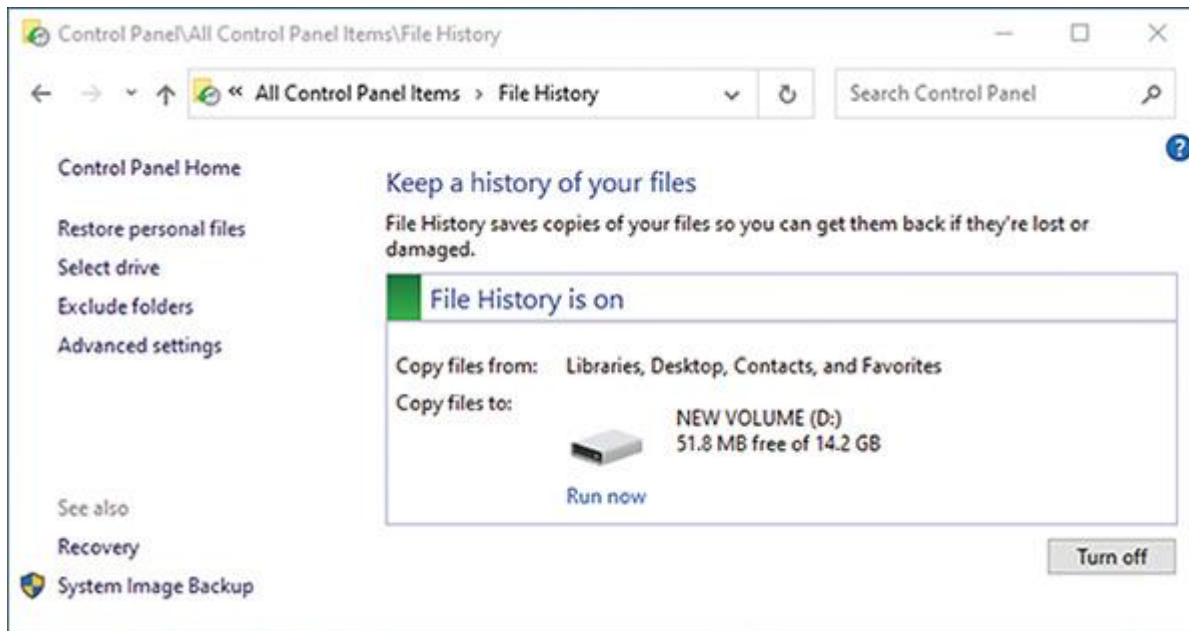 Control Panel\All Control Panel Items\File History
« All Control Panel Items › File History
Search Control Panel
?
Control Panel Home
Restore personal files
Select drive
Exclude folders
Advanced settings
See also
Recovery
System Image Backup
Keep a history of your files
File History saves copies of your files so you can get them back if they're lost or
damaged.
File History is on
Copy files from: Libraries, Desktop, Contacts, and Favorites
Copy files to:
NEW VOLUME (D:)
51.8 MB free of 14.2 GB
Run now
Turn off